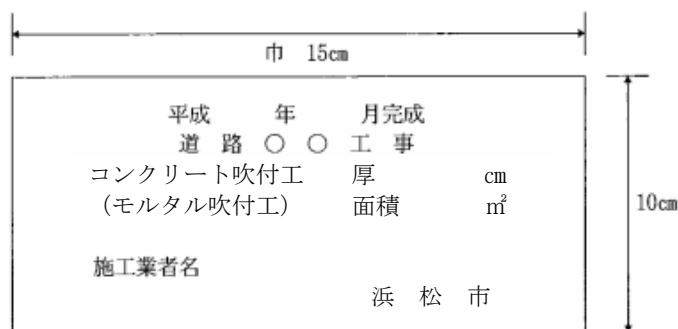 巾 15cm
平成 年 月完成
道 路 ○ ○ 工 事
コンクリート吹付工 厚 cm
(モルタル吹付工) 面積 ㎡
10cm
施工業者名
浜 松 市